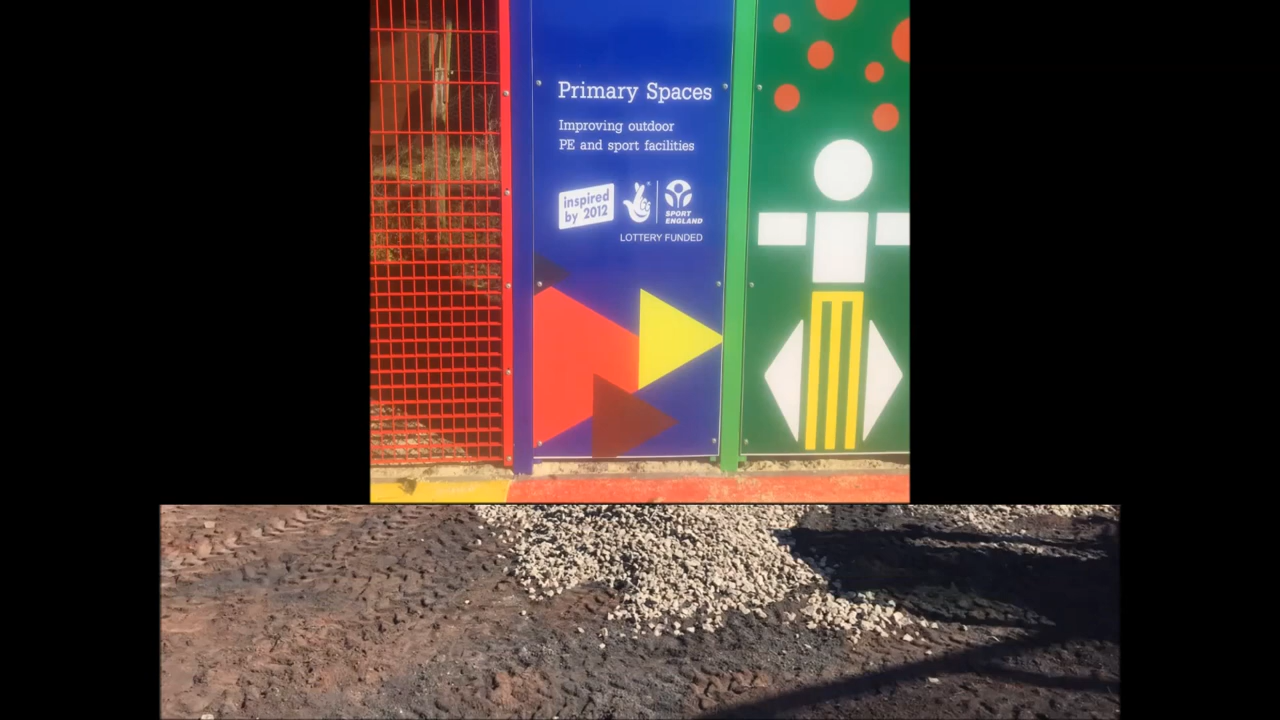 Primary Spaces
Improving outdoor
PE and sport facilities
inspired
by 2012
SPORT
ENGLAND
LOTTERY FUNDED